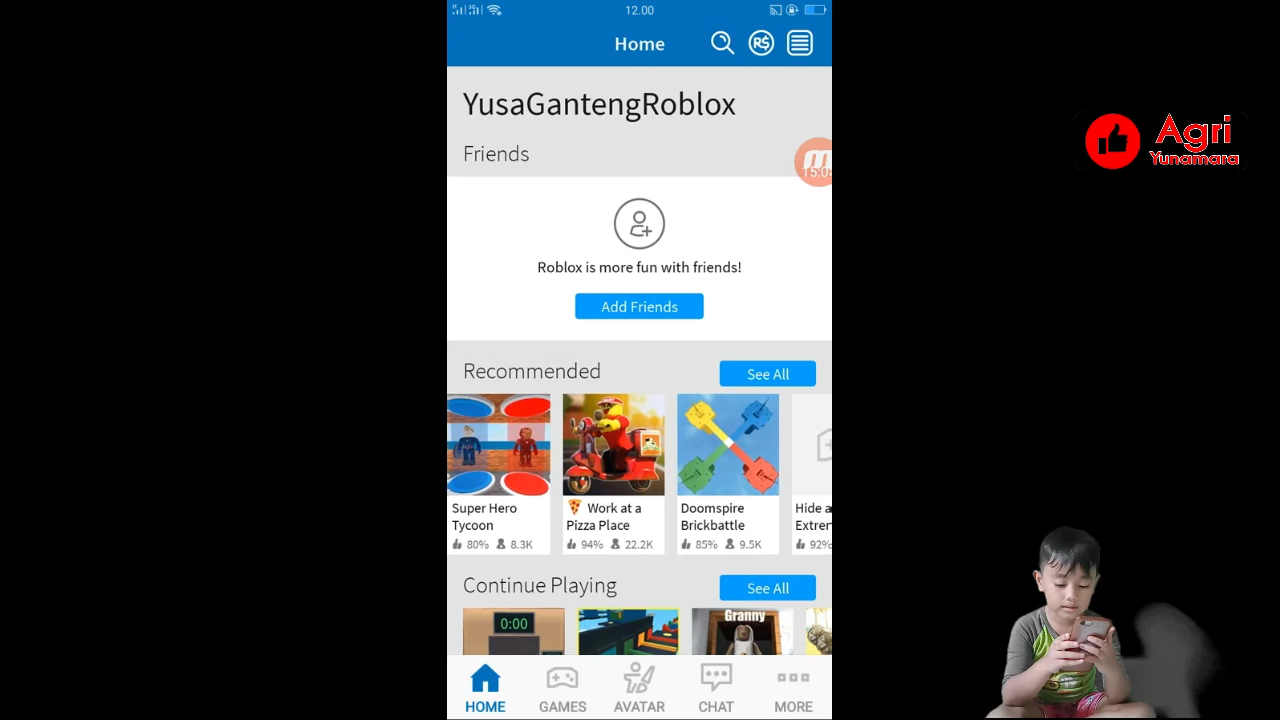 12.00
Home
R$
YusaGantengRoblox
Friends
Roblox is more fun with friends!
Add Friends
Recommended
See All
Super Hero
Tycoon
80% 8.3K
Work at a
Pizza Place
94% 22.2K
Doomspire
Brickbattle
85% 9.5K
Hide a
Extrer
92%
Continue Playing
See All
0:00
Granny
HOME
GAMES
AVATAR
CHAT
MORE
Agri
Yunamara